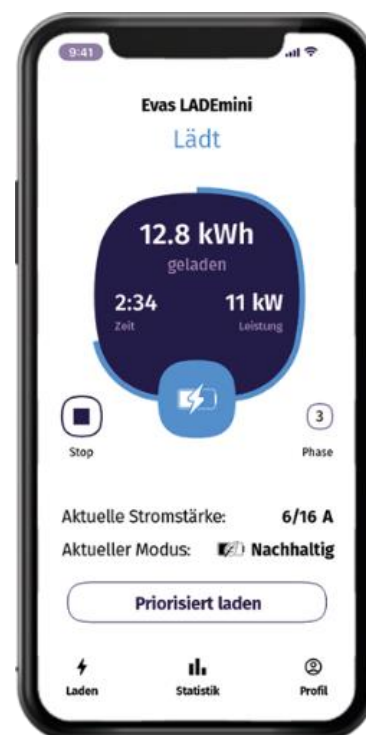 9:41
Evas LADEmini
Lädt
12.8 kWh
geladen
2:34 11 kW
Zeit Leistung
3
Stop Phase
Aktuelle Stromstärke: 6/16 A
Aktueller Modus: Nachhaltig
Priorisiert laden
Laden Statistik Profil